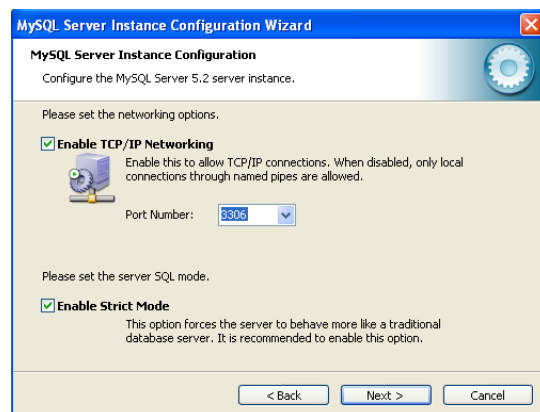 MySQL Server Instance Configuration Wizard
MySQL Server Instance Configuration
Configure the MySQL Server 5.2 server instance.
Please set the networking options.
Enable TCP/IP Networking
Enable this to allow TCP/IP connections. When disabled, only local
connections through named pipes are allowed.
Port Number: 3306
Please set the server SQL mode.
Enable Strict Mode
This option forces the server to behave more like a traditional
database server. It is recommended to enable this option.
< Back Next > Cancel